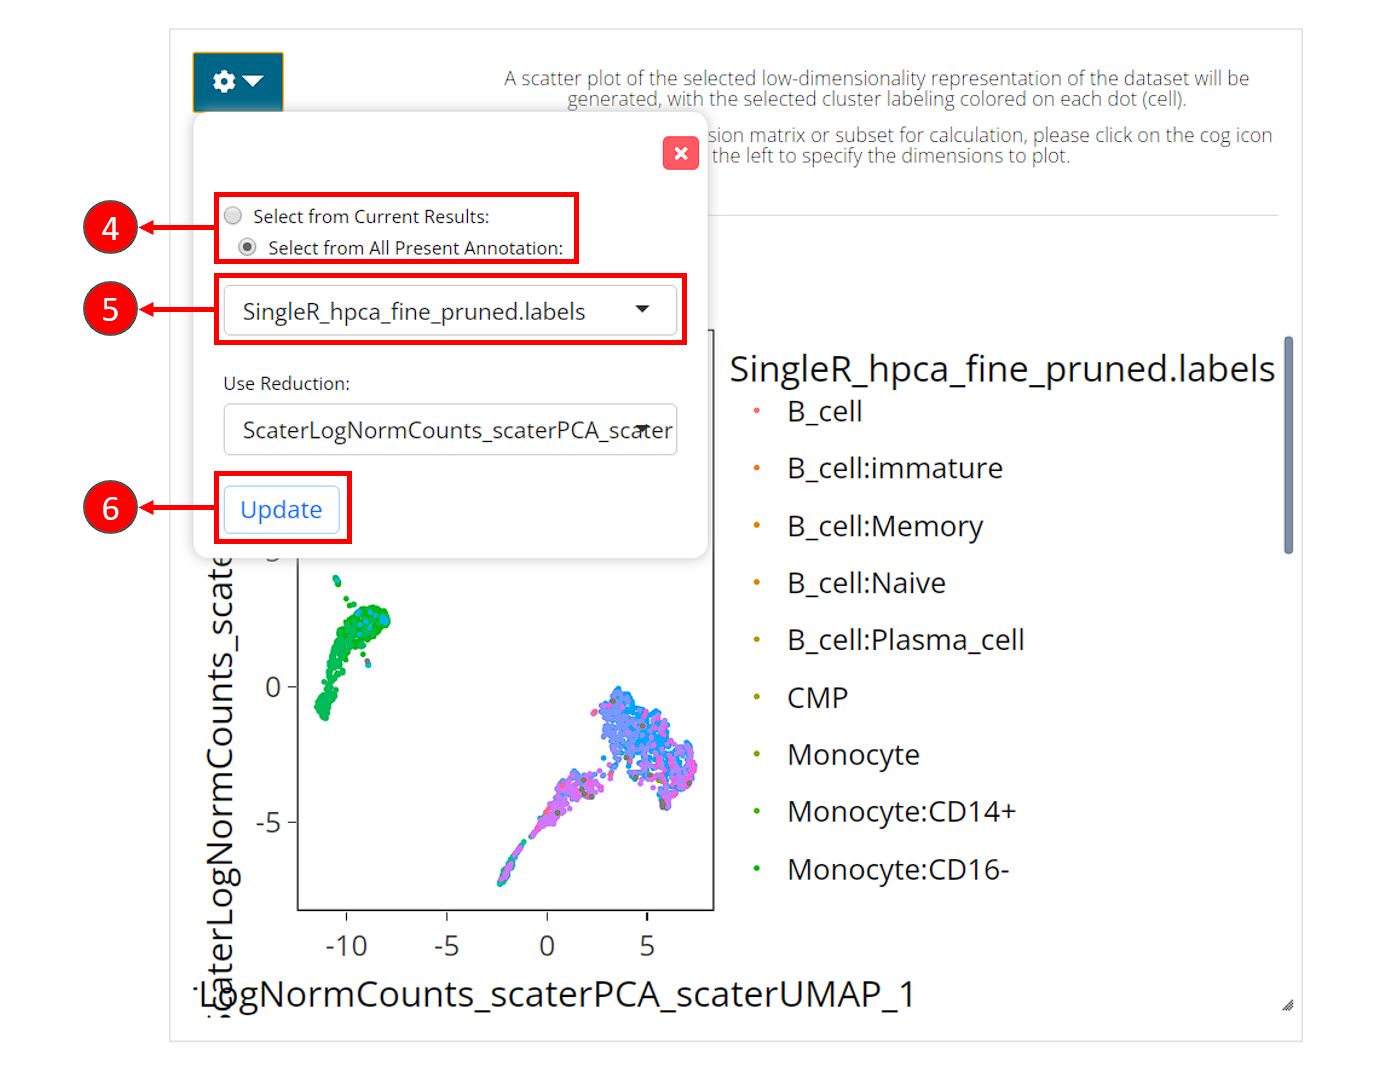 A scatter plot of the selected low-dimensionality representation of the dataset will be
generated, with the selected cluster labeling colored on each dot (cell).
sion matrix or subset for calculation, please click on the cog icon
the left to specify the dimensions to plot.
4
Select from Current Results:
Select from All Present Annotation:
5
SingleR_hpca_fine_pruned.labels
Use Reduction:
ScaterLogNormCounts_scaterPCA_scater
6
Update
SingleR_hpca_fine_pruned.labels
B_cell
B_cell:immature
B_cell:Memory
B_cell:Naive
B_cell:Plasma_cell
CMP
Monocyte
Monocyte:CD14+
Monocyte:CD16-
0
-5
-10
-5
0
5
caterLogNormCounts_scate
LogNormCounts_scaterPCA_scaterUMAP_1